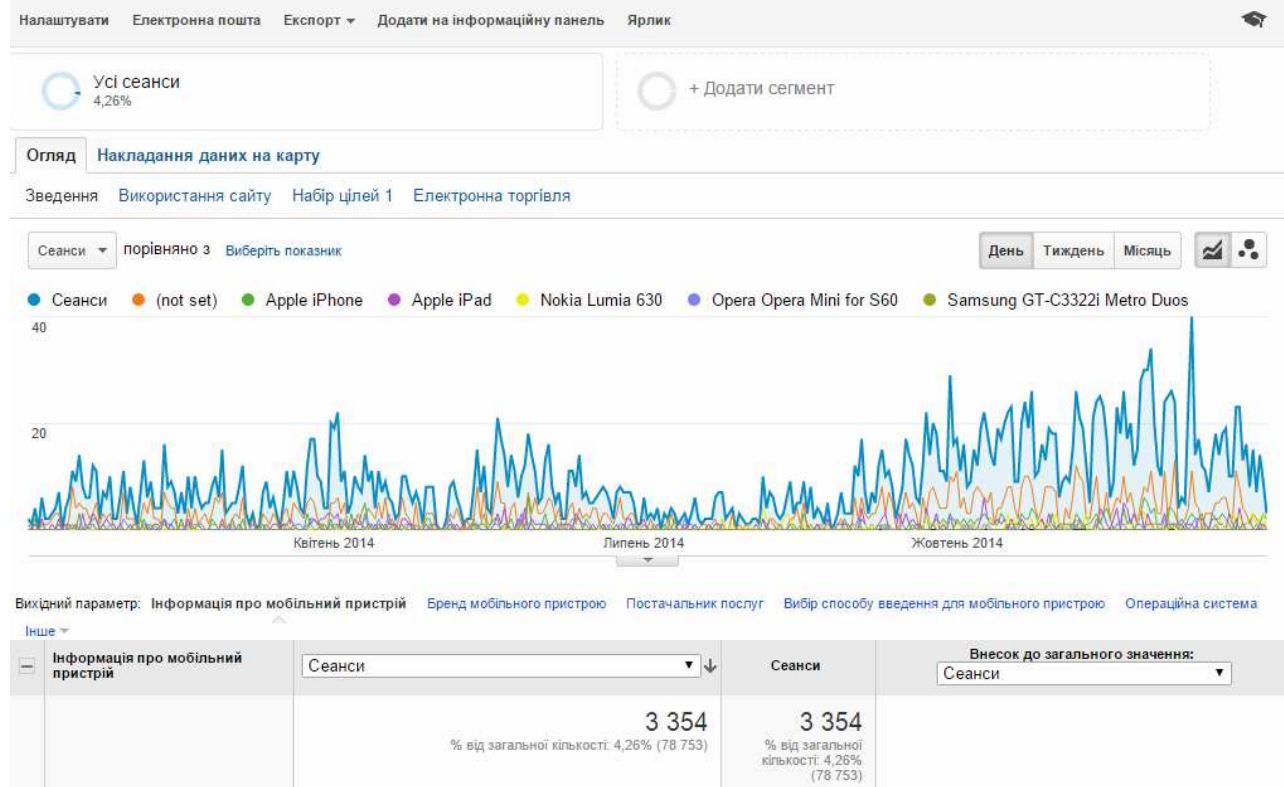 Налаштувати Електронна пошта Експорт Додати на інформаційну панель Ярлик
Усі сеанси
4,26%
+ Додати сегмент
Огляд Накладання даних на карту
Зведення Використання сайту Набір цілей 1 Електронна торгівля
Сеанси порівняно з Виберіть показник День Тиждень Місяць
Сеанси (not set) Apple iPhone Apple iPad Nokia Lumia 630 Opera Opera Mini for S60 Samsung GT-C3322i Metro Duos
40
20
Квітень 2014 Липень 2014 Жовтень 2014
Вихідний параметр: Інформація про мобільний пристрій Бренд мобільного пристрою Постачальник послуг Вибір способу введення для мобільного пристрою Операційна система
Інше
Інформація про мобільний
пристрій
Сеанси
Сеанси
Внесок до загального значення:
Сеанси
3 354
% від загальної кількості: 4,26% (78 753)
3 354
% від загальної
кількості: 4,26%
(78 753)